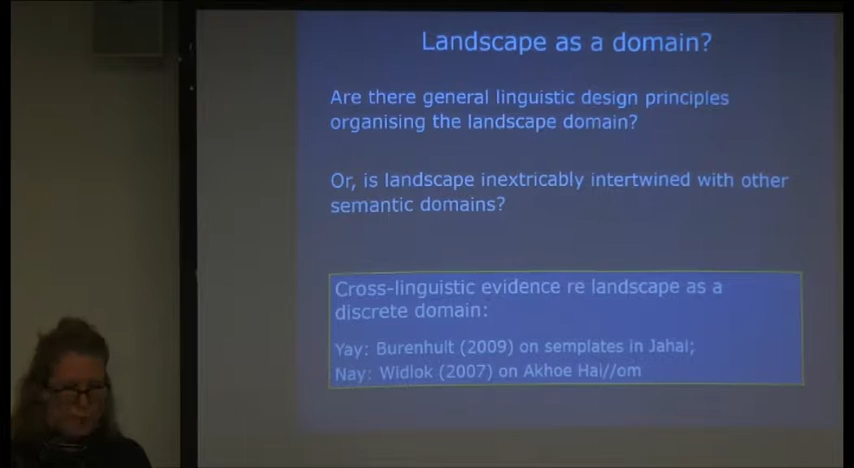 Landscape as a domain?
Are there general linguistic design principles
organising the landscape domain?
Or, is landscape inextricably intertwined with other
semantic domains?
Cross-linguistic evidence re landscape as a
discrete domain:
Yay: Burenhult (2009) on semplates in Jahai;
Nay: Widlok (2007) on Akhoe Hai//om